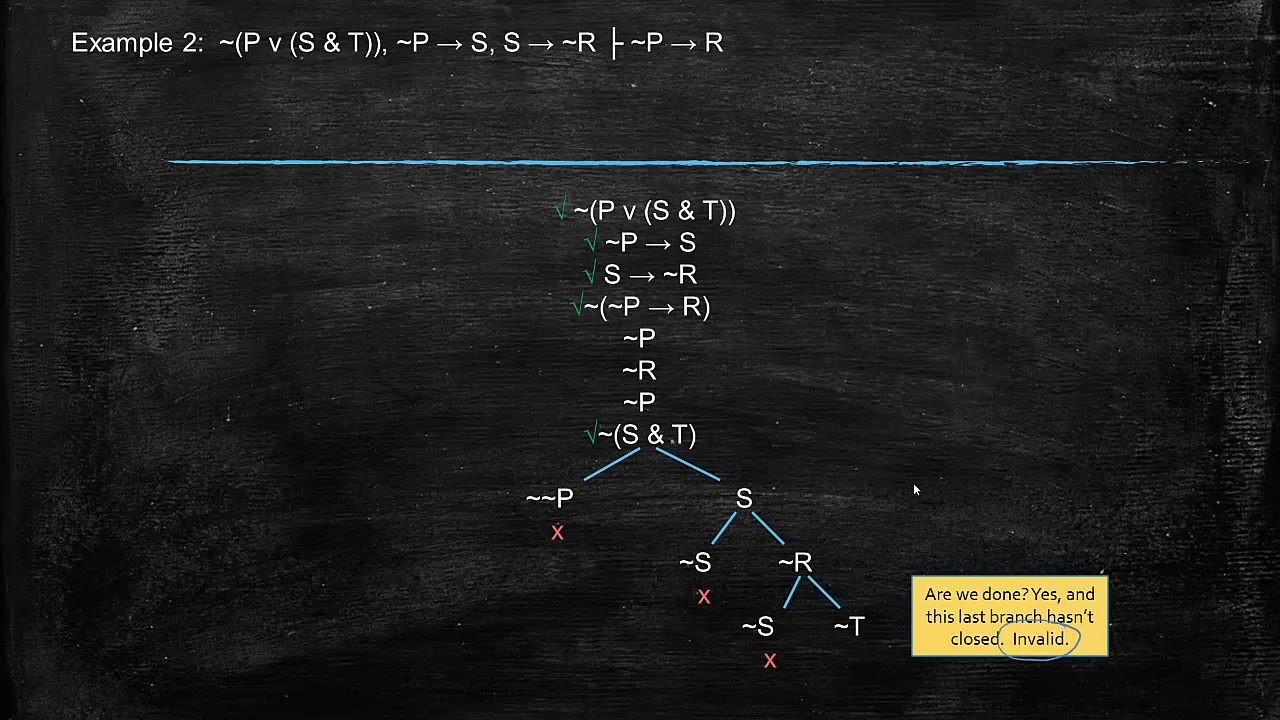 Example 2:  ~(P v (S & T)), ~P → S, S → ~R ├ ~P → R
√ ~(P v (S & T))
√ ~P → S
√ S → ~R
√~(~P → R)
~P
~R
~P
√~(S & T)
~~P S
x
~S ~R
x
~S ~T
x
Are we done? Yes, and
this last branch hasn't
closed.  Invalid.